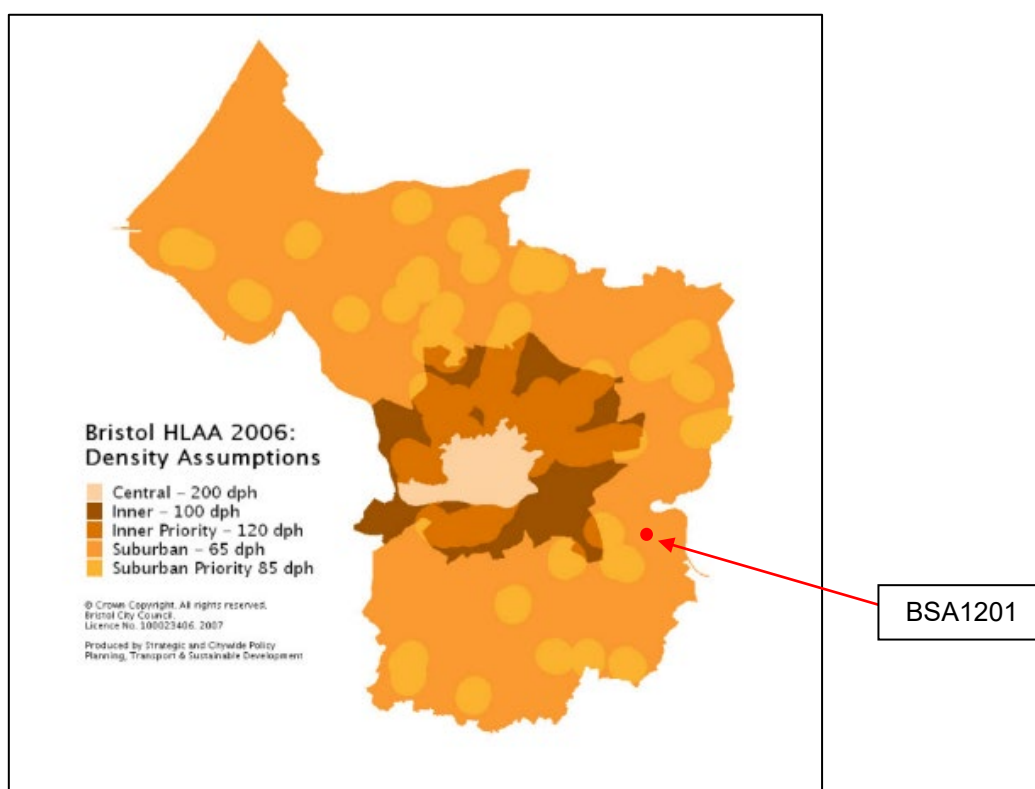 Bristol HLAA 2006:
Density Assumptions
Central – 200 dph
Inner – 100 dph
Inner Priority – 120 dph
Suburban – 65 dph
Suburban Priority 85 dph
© Crown Copyright. All rights reserved.
Bristol City Council.
Licence No. 100023406. 2007
Produced by Strategic and Citywide Policy
Planning, Transport & Sustainable Development
BSA1201